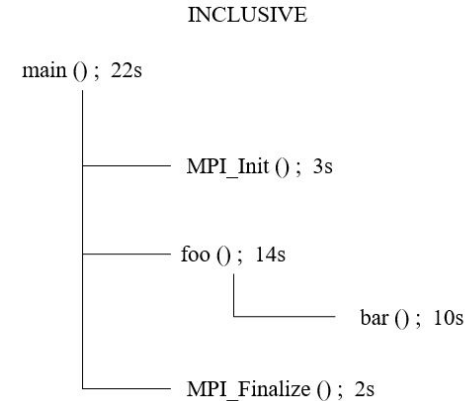 INCLUSIVE
main () ; 22s
MPI_Init () ; 3s
foo () ; 14s
bar () ; 10s
MPI_Finalize () ; 2s